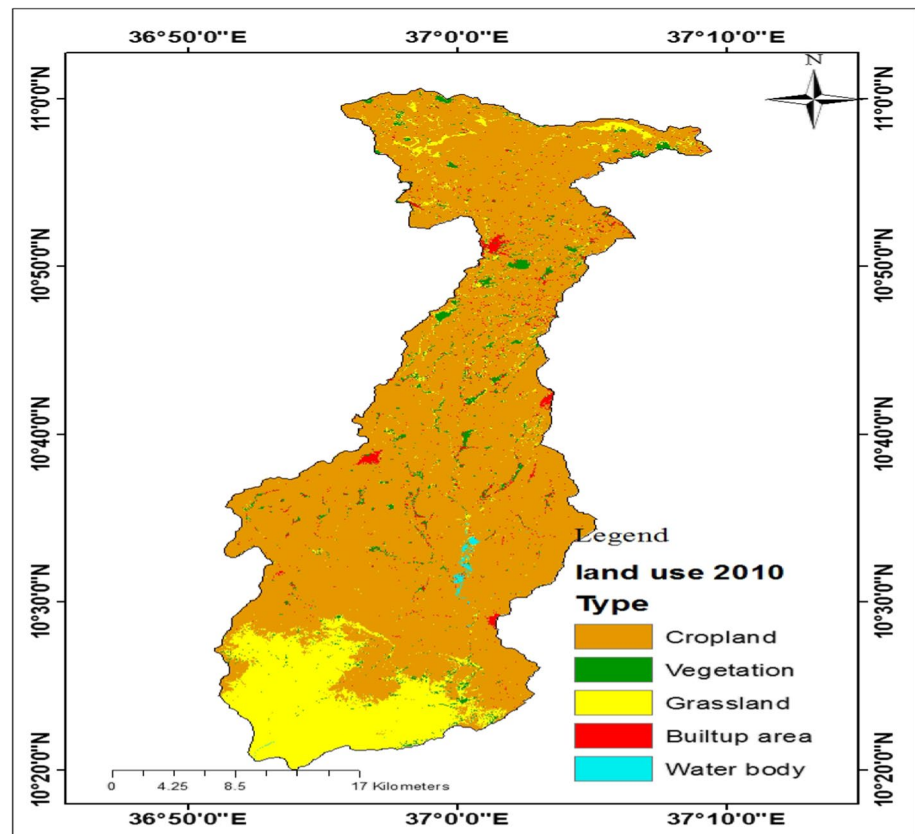 36°50'0"E 37°0'0"E 37°10'0"E
N
11°0'0"N 11°0'0"N
10°50'0"N 10°50'0"N
10°40'0"N 10°40'0"N
10°30'0"N 10°30'0"N
10°20'0"N 10°20'0"N
Legend
land use 2010
Type
Cropland
Vegetation
Grassland
Builtup area
Water body
0 4.25 8.5 17 Kilometers
36°50'0"E 37°0'0"E 37°10'0"E